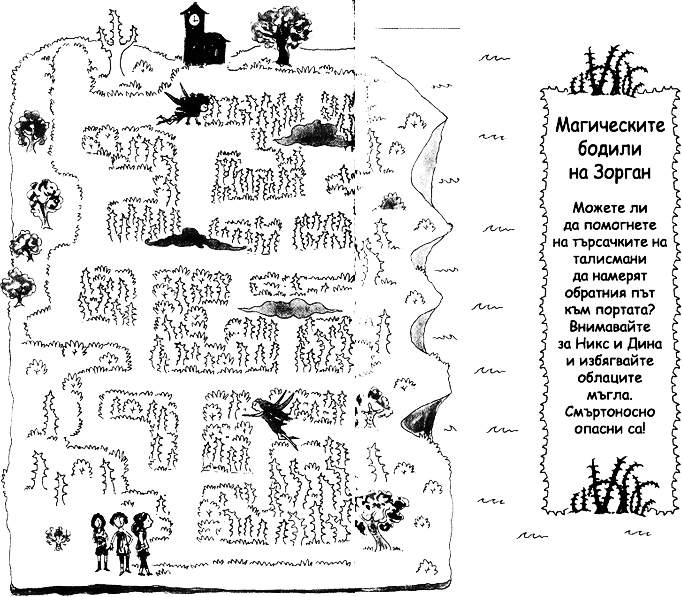 Магическите
бодили
на Зорган
Можете ли
да помогнете
на търсачките на
талисмани
да намерят
обратния път
към портата?
Внимавайте
за Никс и Дина
и избягвайте
облаците
мъгла.
Смъртоносно
опасни са!